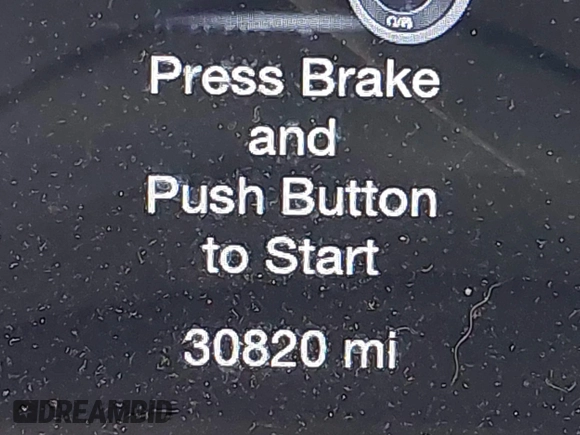 Press Brake
and
Push Button
to Start
30820 mi
DREAMBID